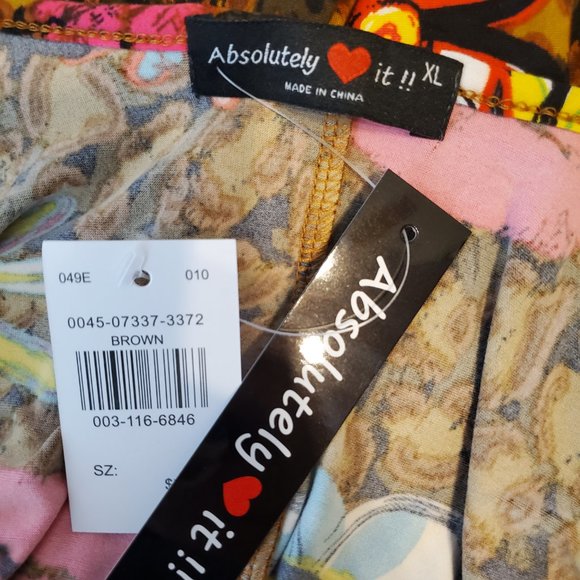 Absolutely ❤ it !! XL
MADE IN CHINA
049E 010
0045-07337-3372
BROWN
003-116-6846
SZ:
$
Absolutely ❤ it !!